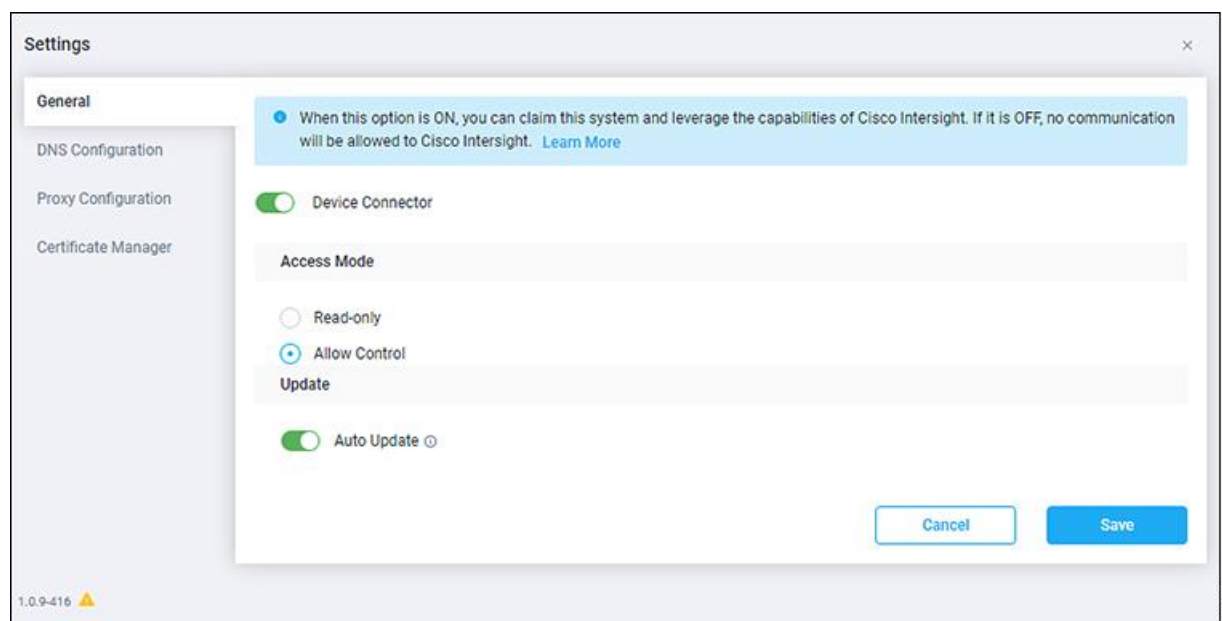 Settings
General
DNS Configuration
Proxy Configuration
Certificate Manager
When this option is ON, you can claim this system and leverage the capabilities of Cisco Intersight. If it is OFF, no communication
will be allowed to Cisco Intersight. Learn More
Device Connector
Access Mode
Read-only
Allow Control
Update
Auto Update
Cancel
Save
1.0.9-416